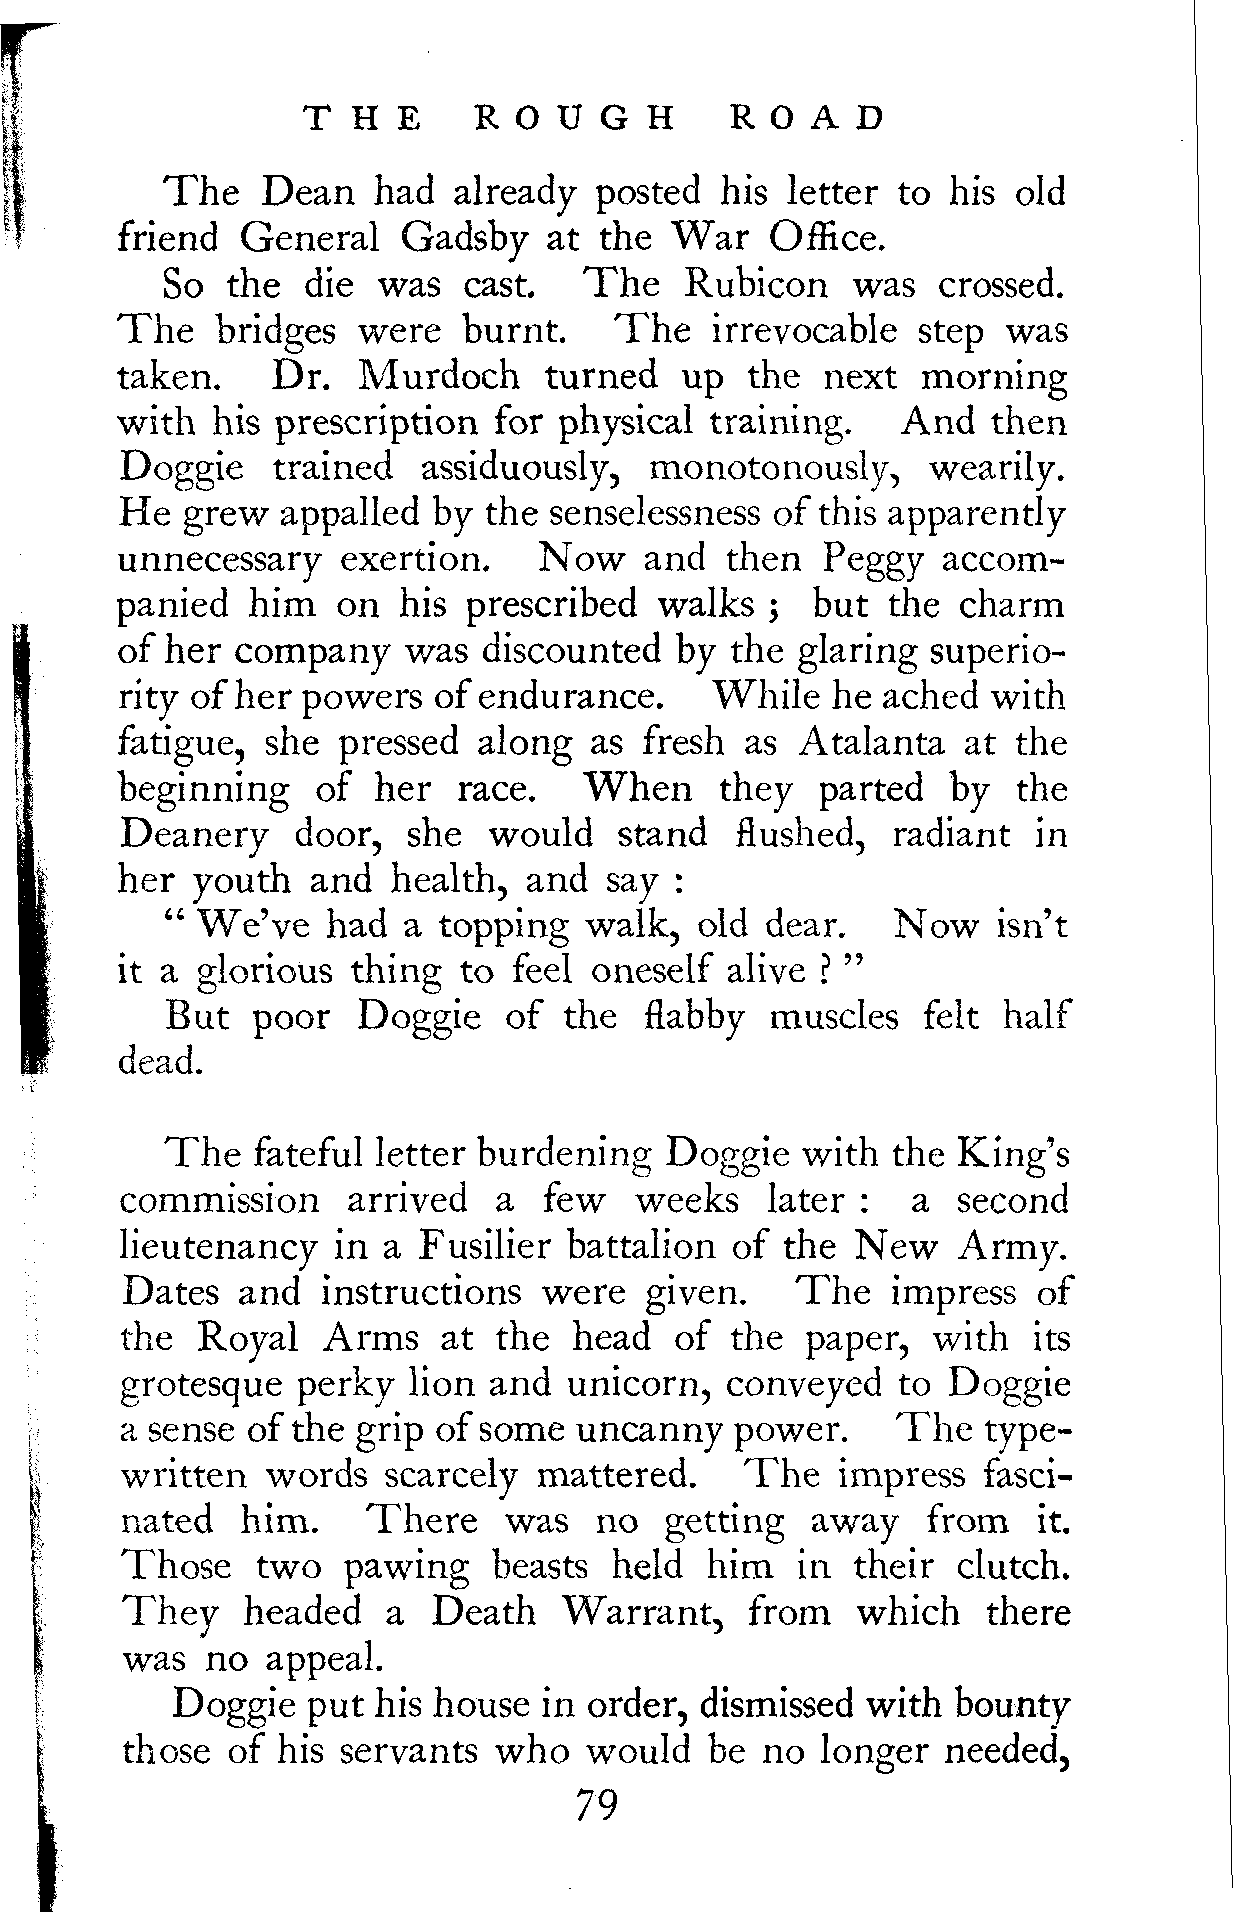 THE ROUGH ROAD
The Dean had already posted his letter to his old
friend General Gadsby at the War Office.
So the die was cast. The Rubicon was crossed.
The bridges were burnt. The irrevocable step was
taken. Dr. Murdoch turned up the next morning
with his prescription for physical training. And then
Doggie trained assiduously, monotonously, wearily.
He grew appalled by the senselessness of this apparently
unnecessary exertion. Now and then Peggy accom-
panied him on his prescribed walks ; but the charm
of her company was discounted by the glaring superio-
rity of her powers of endurance. While he ached with
fatigue, she pressed along as fresh as Atalanta at the
beginning of her race. When they parted by the
Deanery door, she would stand flushed, radiant in
her youth and health, and say :
“ We’ve had a topping walk, old dear. Now isn’t
it a glorious thing to feel oneself alive ? ”
But poor Doggie of the flabby muscles felt half
dead.
The fateful letter burdening Doggie with the King’s
commission arrived a few weeks later : a second
lieutenancy in a Fusilier battalion of the New Army.
Dates and instructions were given. The impress of
the Royal Arms at the head of the paper, with its
grotesque perky lion and unicorn, conveyed to Doggie
a sense of the grip of some uncanny power. The type-
written words scarcely mattered. The impress fasci-
nated him. There was no getting away from it.
Those two pawing beasts held him in their clutch.
They headed a Death Warrant, from which there
was no appeal.
Doggie put his house in order, dismissed with bounty
those of his servants who would be no longer needed,
79